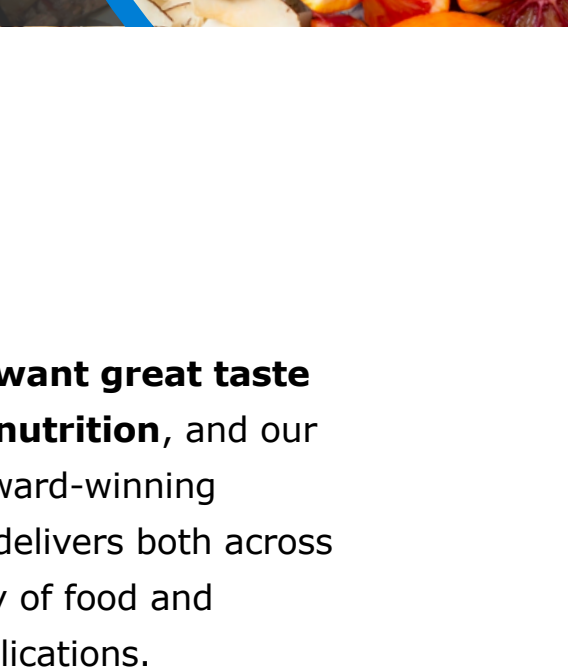 want great taste
nutrition, and our
ward-winning
delivers both across
y of food and
lications.